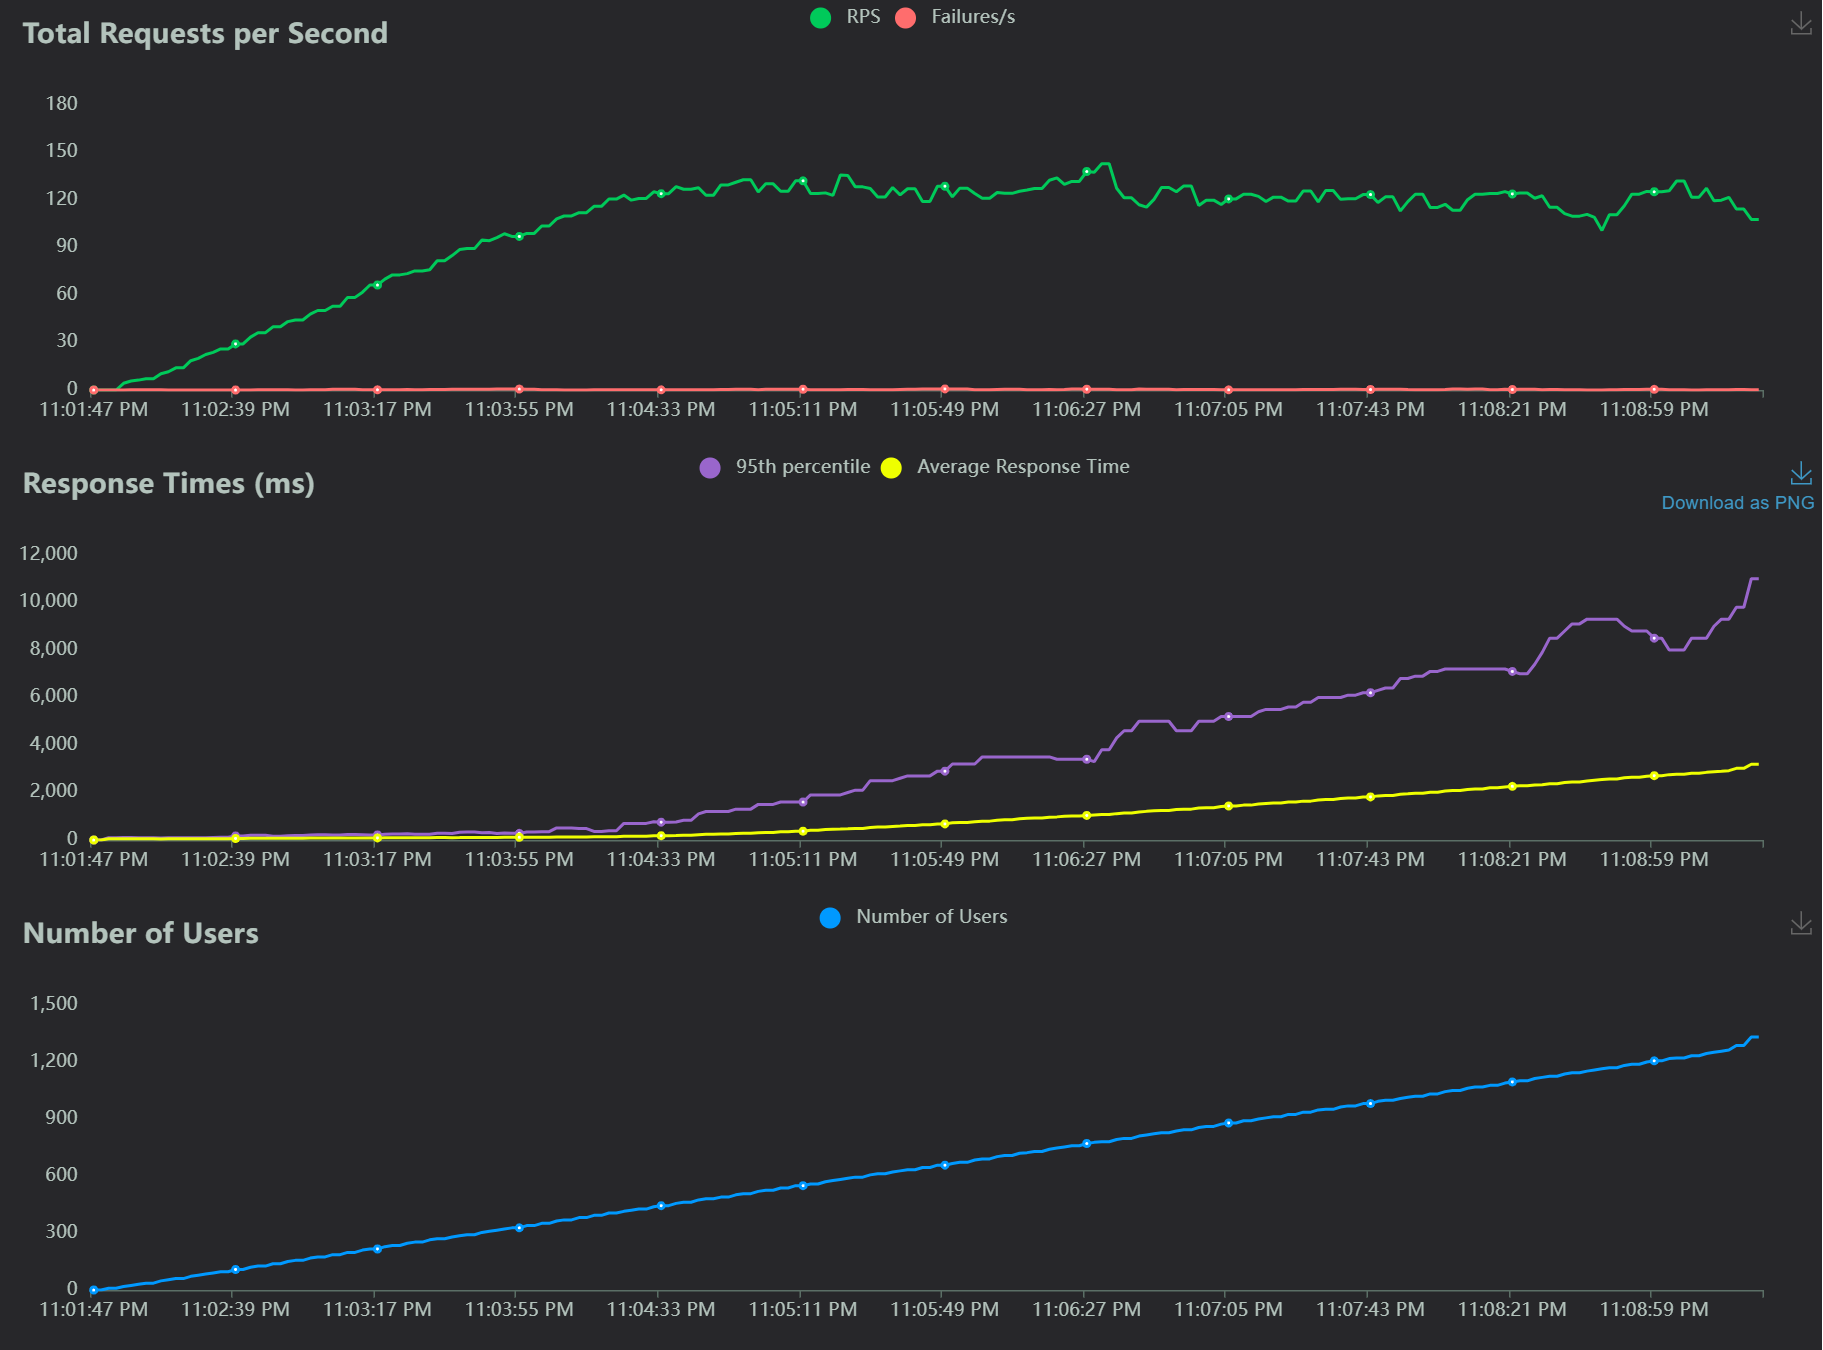 Total Requests per Second
RPS Failures/s
180
150
120
90
60
30
0
11:01:47 PM 11:02:39 PM 11:03:17 PM 11:03:55 PM 11:04:33 PM 11:05:11 PM 11:05:49 PM 11:06:27 PM 11:07:05 PM 11:07:43 PM 11:08:21 PM 11:08:59 PM
Response Times (ms)
95th percentile Average Response Time
Download as PNG
12,000
10,000
8,000
6,000
4,000
2,000
0
11:01:47 PM 11:02:39 PM 11:03:17 PM 11:03:55 PM 11:04:33 PM 11:05:11 PM 11:05:49 PM 11:06:27 PM 11:07:05 PM 11:07:43 PM 11:08:21 PM 11:08:59 PM
Number of Users
Number of Users
1,500
1,200
900
600
300
0
11:01:47 PM 11:02:39 PM 11:03:17 PM 11:03:55 PM 11:04:33 PM 11:05:11 PM 11:05:49 PM 11:06:27 PM 11:07:05 PM 11:07:43 PM 11:08:21 PM 11:08:59 PM